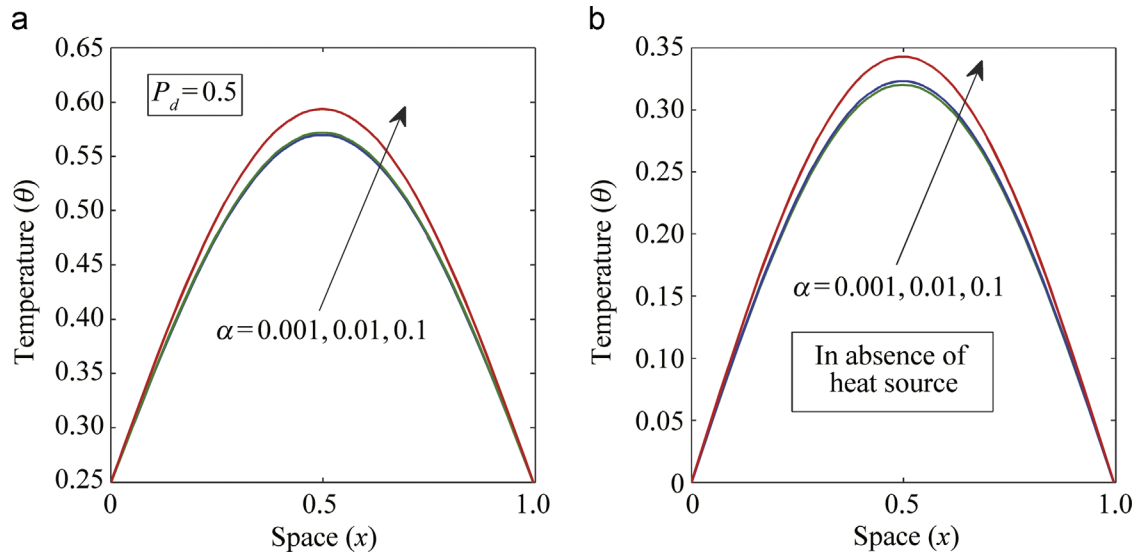 a
0.65
0.60
0.55
0.50
0.45
0.40
0.35
0.30
0.25
Temperature (θ)
P_d = 0.5
α = 0.001, 0.01, 0.1
0
0.5
1.0
Space (x)
b
0.35
0.30
0.25
0.20
0.15
0.10
0.05
0
Temperature (θ)
α = 0.001, 0.01, 0.1
In absence of
heat source
0
0.5
1.0
Space (x)